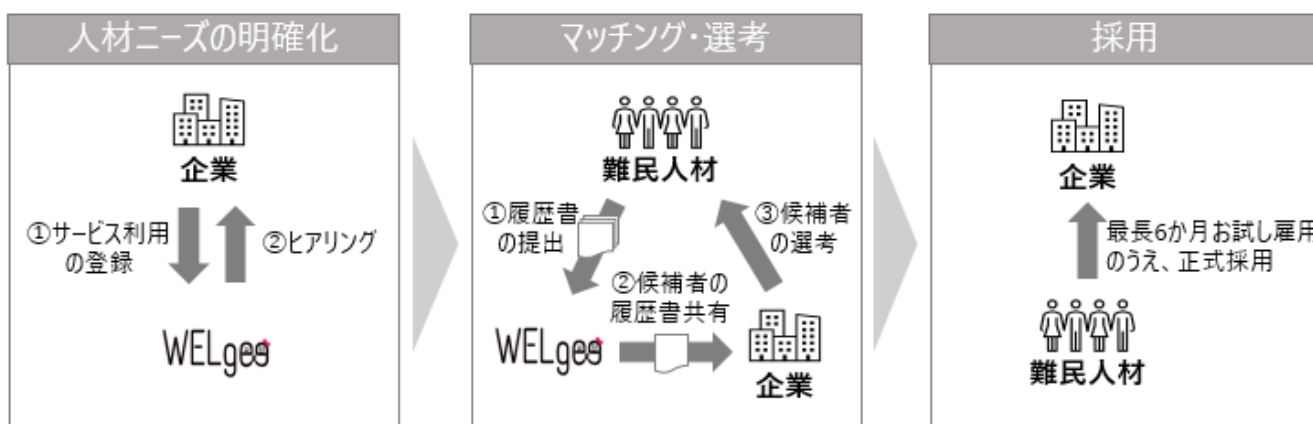 人材ニーズの明確化
企業
①サービス利用
の登録
②ヒアリング
WELgee
マッチング・選考
難民人材
①履歴書
の提出
③候補者
の選考
②候補者の
履歴書共有
WELgee
企業
採用
企業
最長6か月お試し雇用
のうえ、正式採用
難民人材